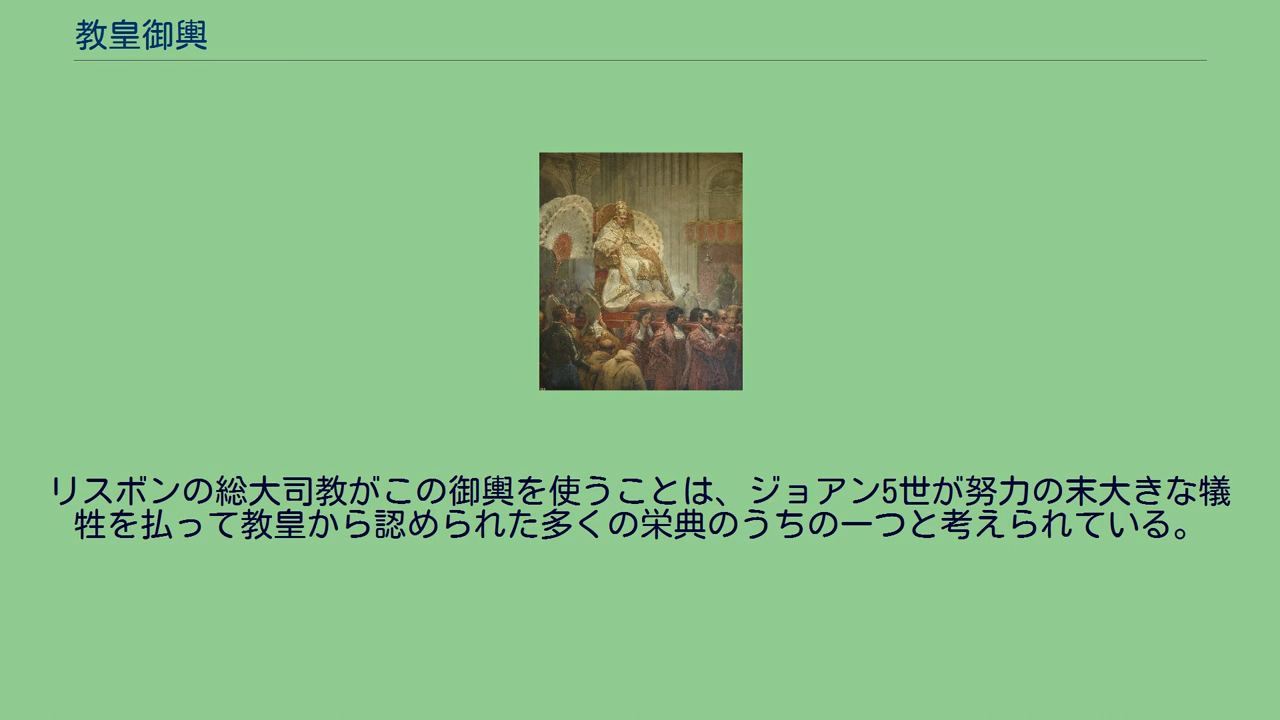 教皇御輿
リスボンの総大司教がこの御輿を使うことは、ジョアン5世が努力の末大きな犠
牲を払って教皇から認められた多くの栄典のうちの一つと考えられている。